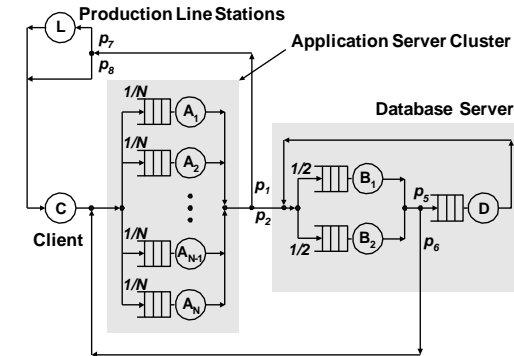 Production Line Stations
L
p7
p8
Application Server Cluster
1/N
A1
Database Server
1/N
A2
1/2
B1
p1
p5
C
D
p2
p6
Client
1/N
1/2
B2
AN-1
1/N
AN